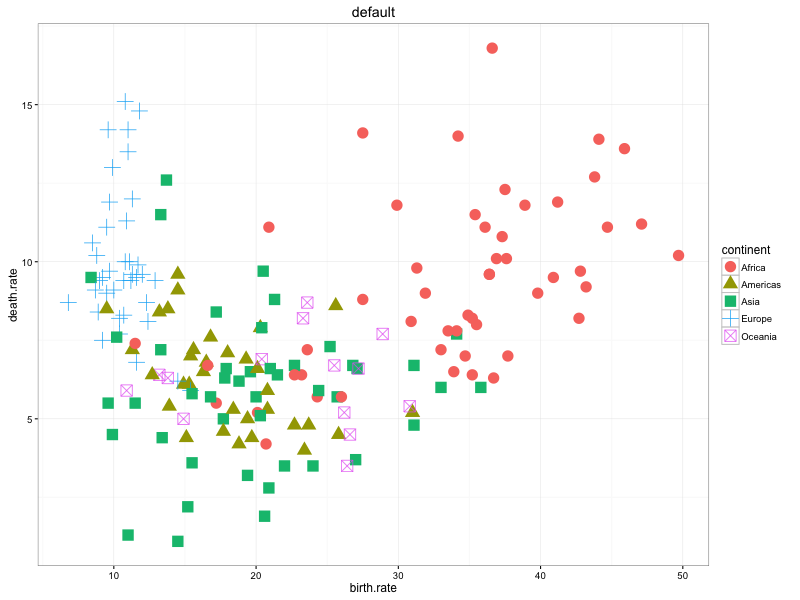 default
death.rate
15
10
5
10 20 30 40 50
birth.rate
continent
Africa
Americas
Asia
Europe
Oceania